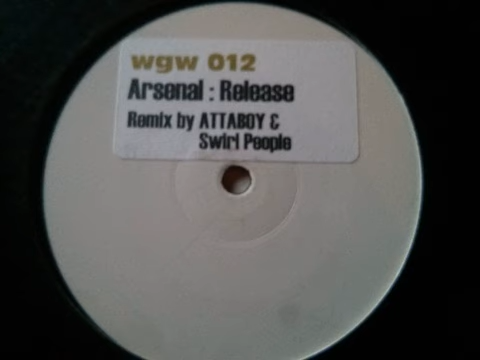 wgw 012
Arsenal : Release
Remix by ATTABOY &
Swirl People